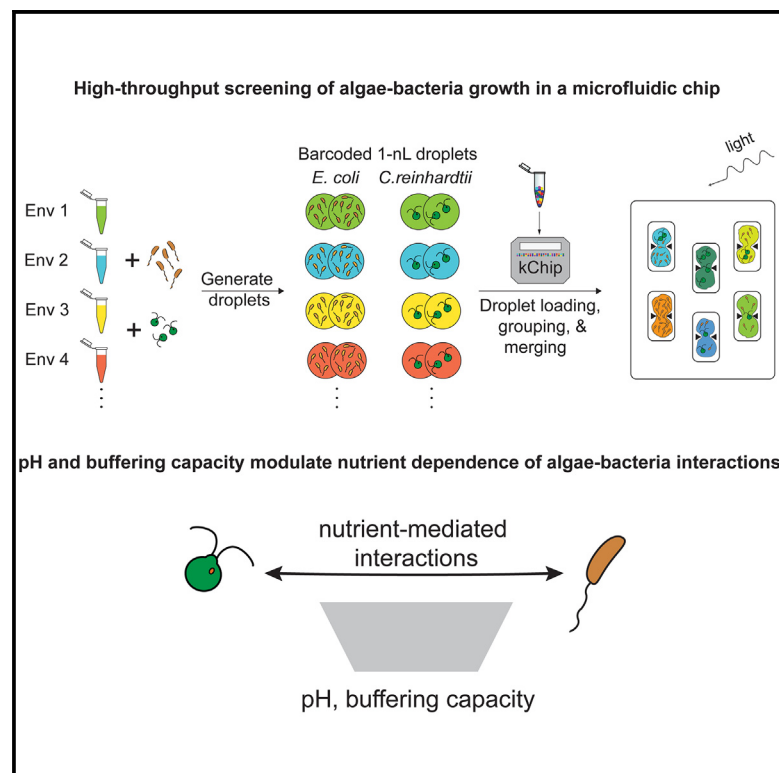 High-throughput screening of algae-bacteria growth in a microfluidic chip
light
Barcoded 1-nL droplets
E. coli C.reinhardtii
Env 1
Env 2
Env 3
Env 4
+
+
Generate
droplets
kChip
Droplet loading,
grouping, &
merging
pH and buffering capacity modulate nutrient dependence of algae-bacteria interactions
nutrient-mediated
interactions
pH, buffering capacity